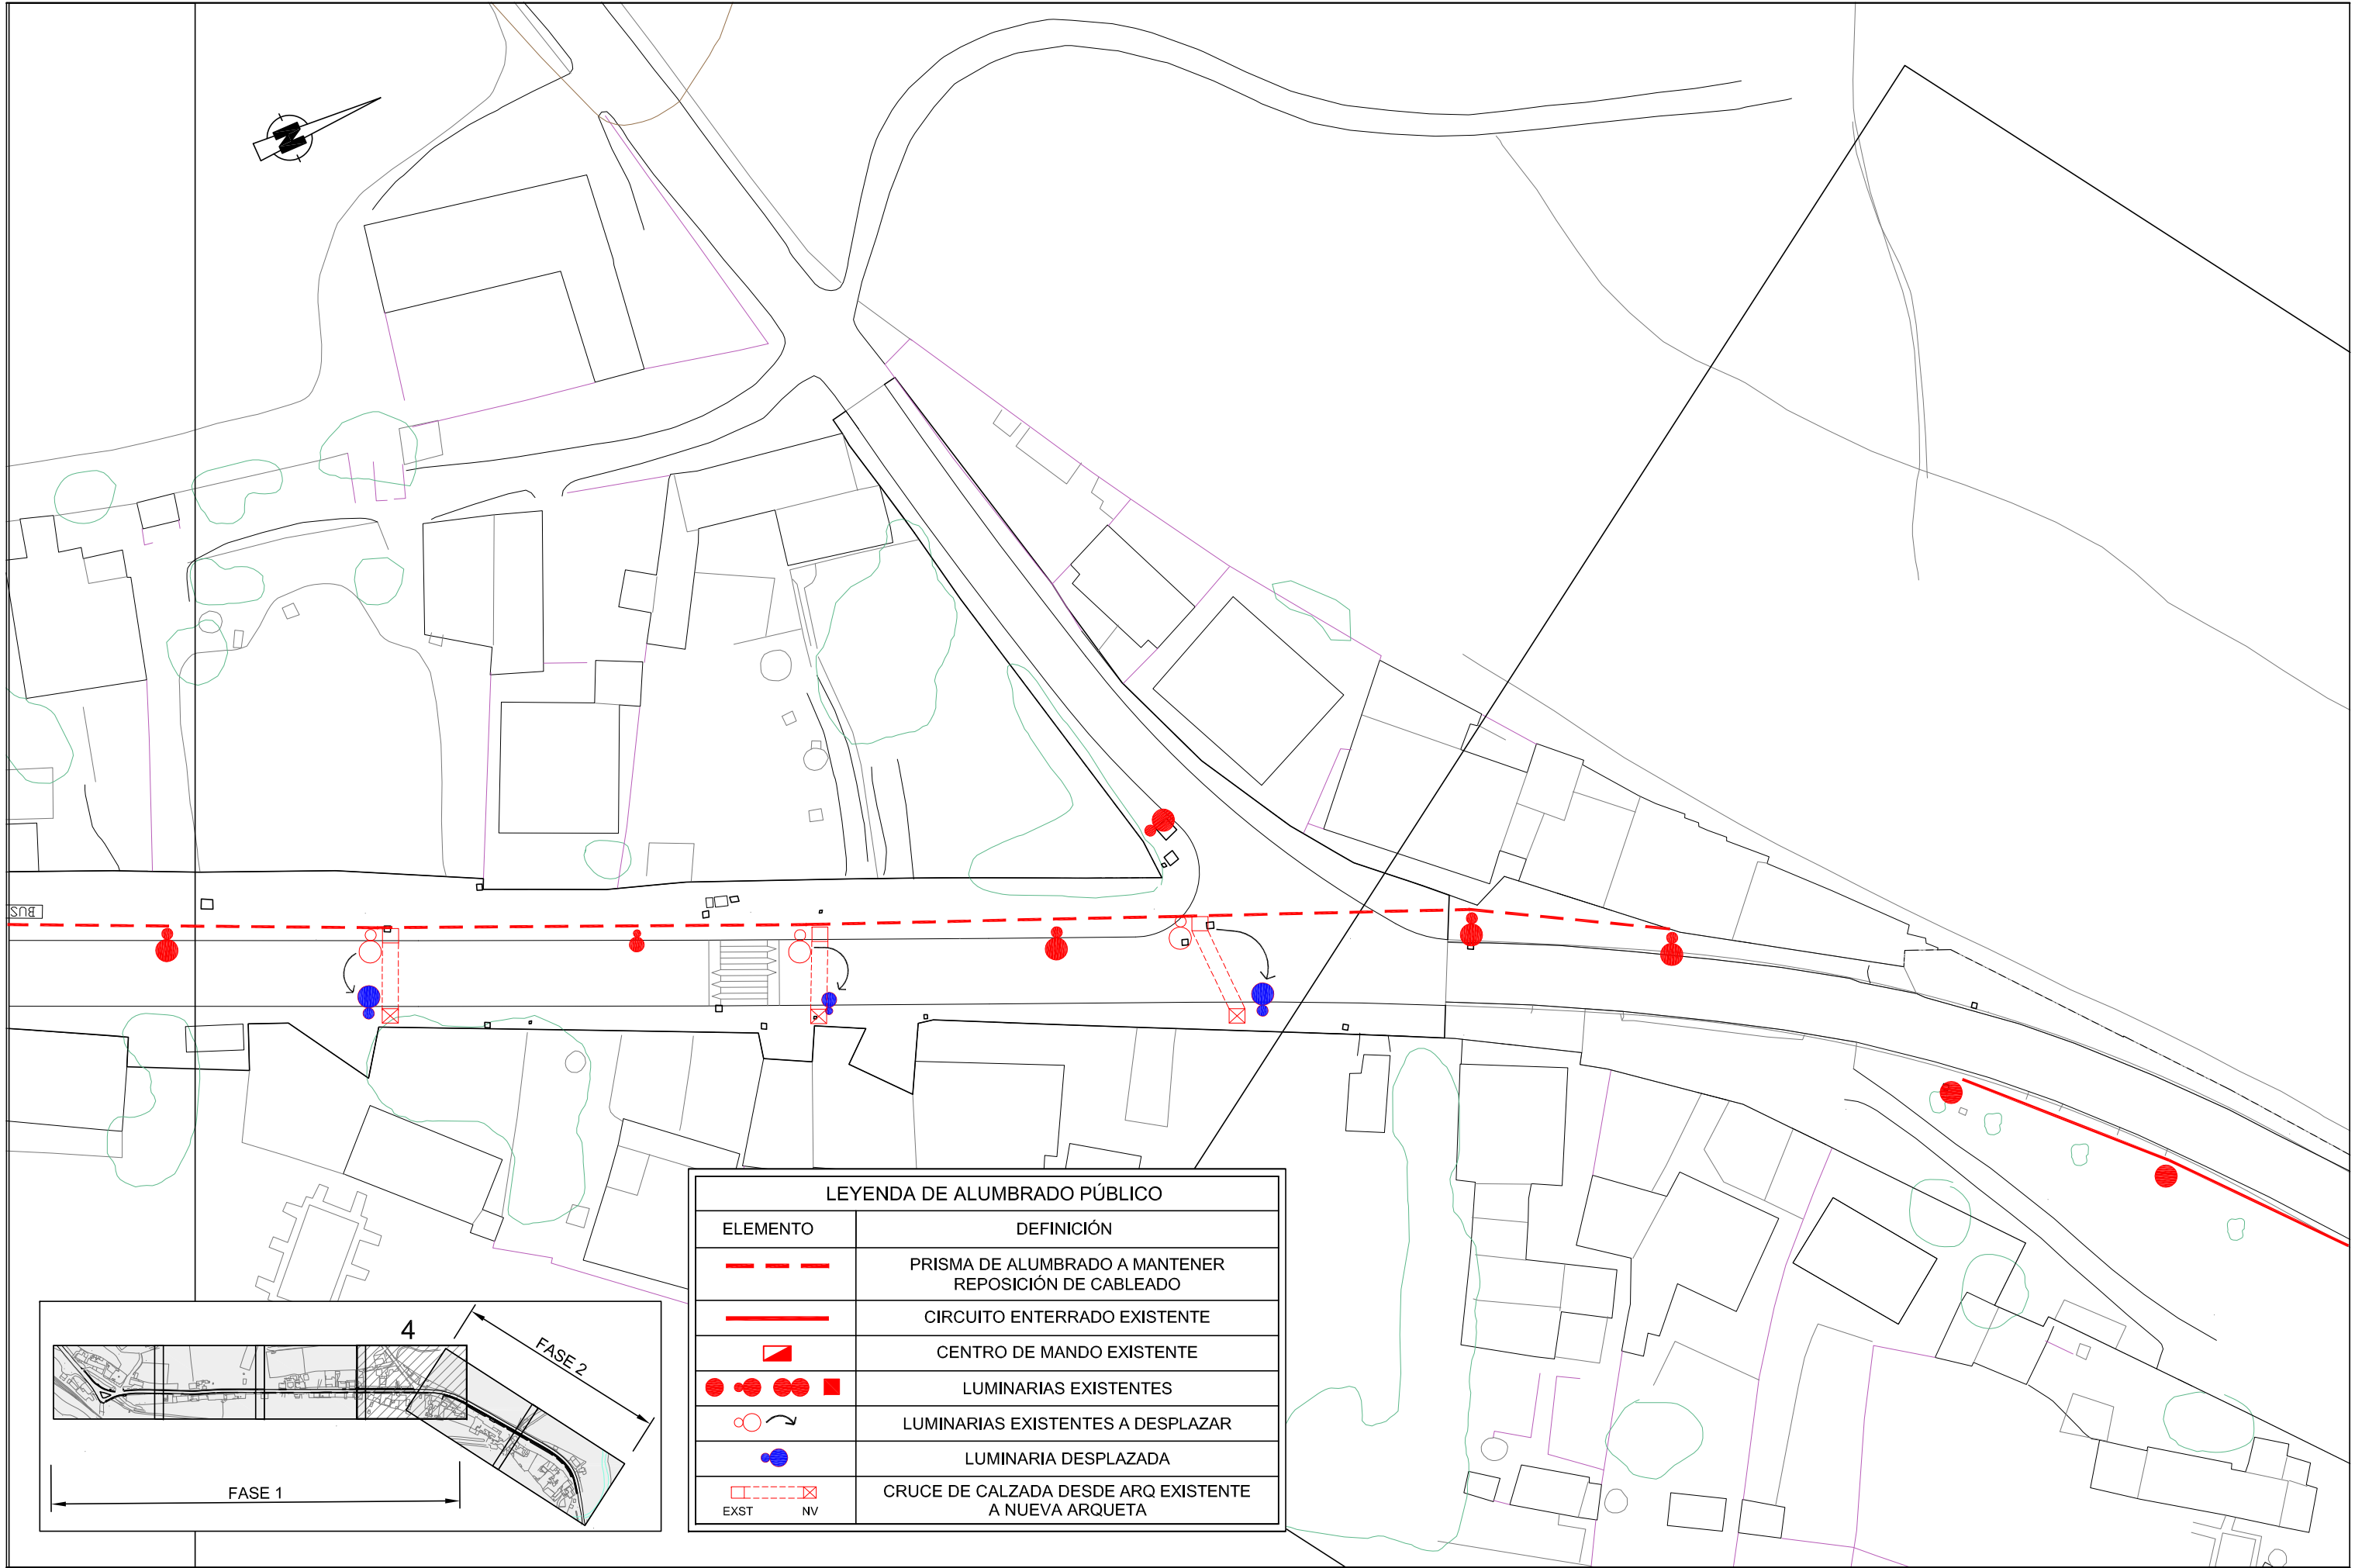 N
BUS
LEYENDA DE ALUMBRADO PÚBLICO
ELEMENTO
DEFINICIÓN
PRISMA DE ALUMBRADO A MANTENER
REPOSICIÓN DE CABLEADO
CIRCUITO ENTERRADO EXISTENTE
CENTRO DE MANDO EXISTENTE
LUMINARIAS EXISTENTES
LUMINARIAS EXISTENTES A DESPLAZAR
LUMINARIA DESPLAZADA
EXST
NV
CRUCE DE CALZADA DESDE ARQ EXISTENTE
A NUEVA ARQUETA
4
FASE 2
FASE 1